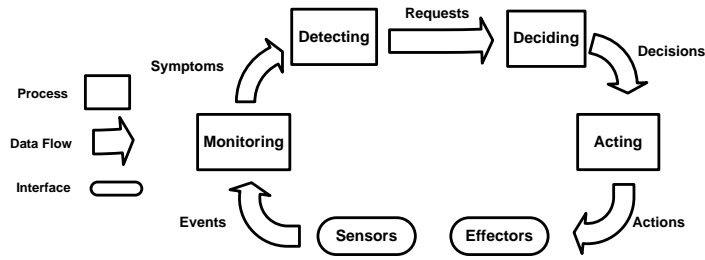 Requests
Detecting
Deciding
Symptoms
Decisions
Process
Data Flow
Monitoring
Acting
Interface
Events
Sensors
Effectors
Actions